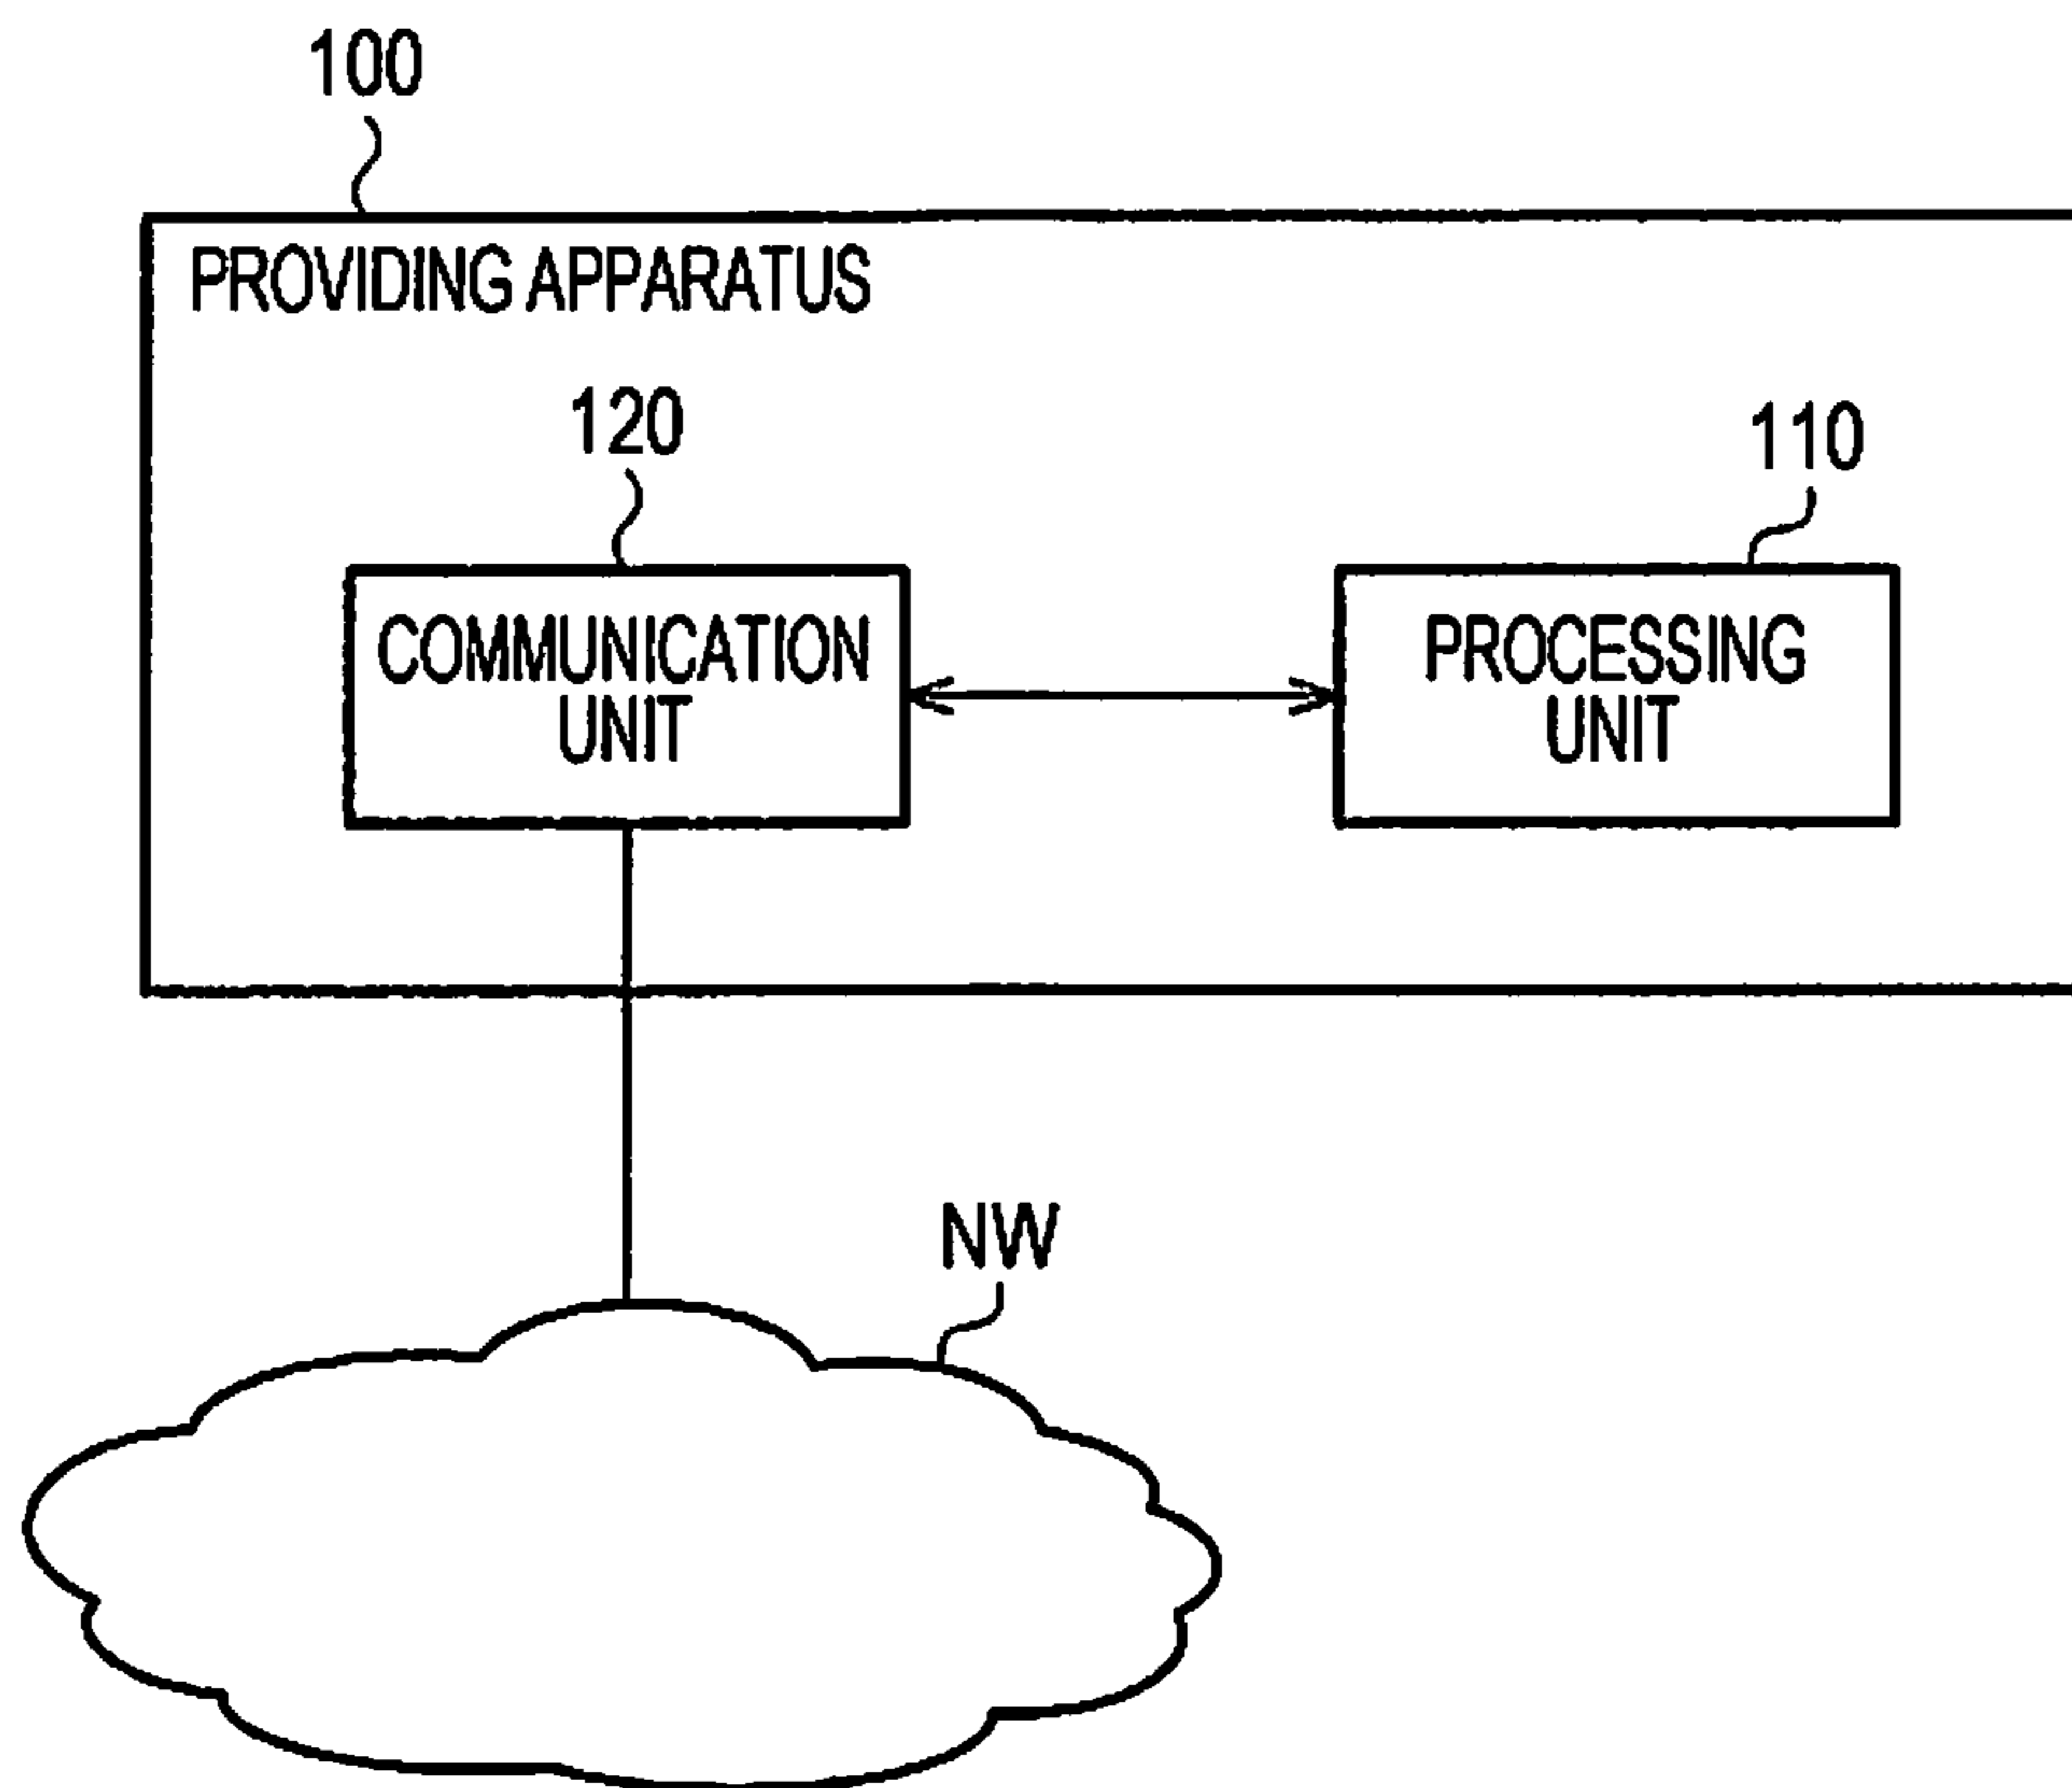 100
PROVIDING APPARATUS
120
110
COMMUNICATION
UNIT
PROCESSING
UNIT
NW